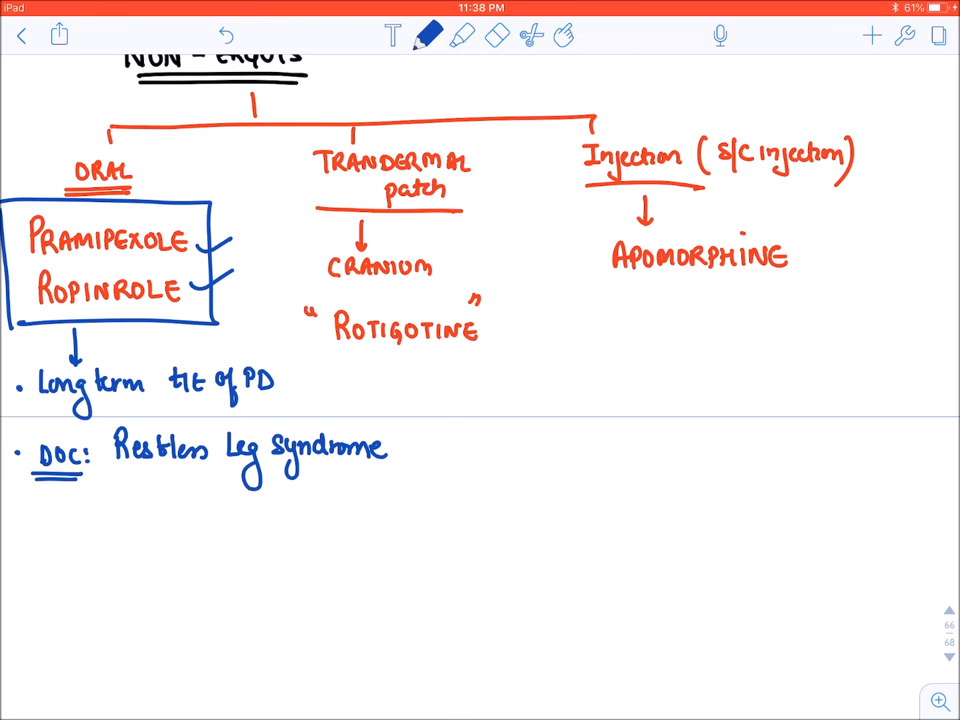 iPad
11:38 PM
61%
T
NON - ERGOTS
ORAL
PRAMIPEXOLE
ROPINROLE
TRANDERMAL
patch
CRANIUM
"ROTIGOTINE"
Injection (S/C injection)
APOMORPHINE
• Long term ttt of PD
• DOC: Restless Leg Syndrome
66
68